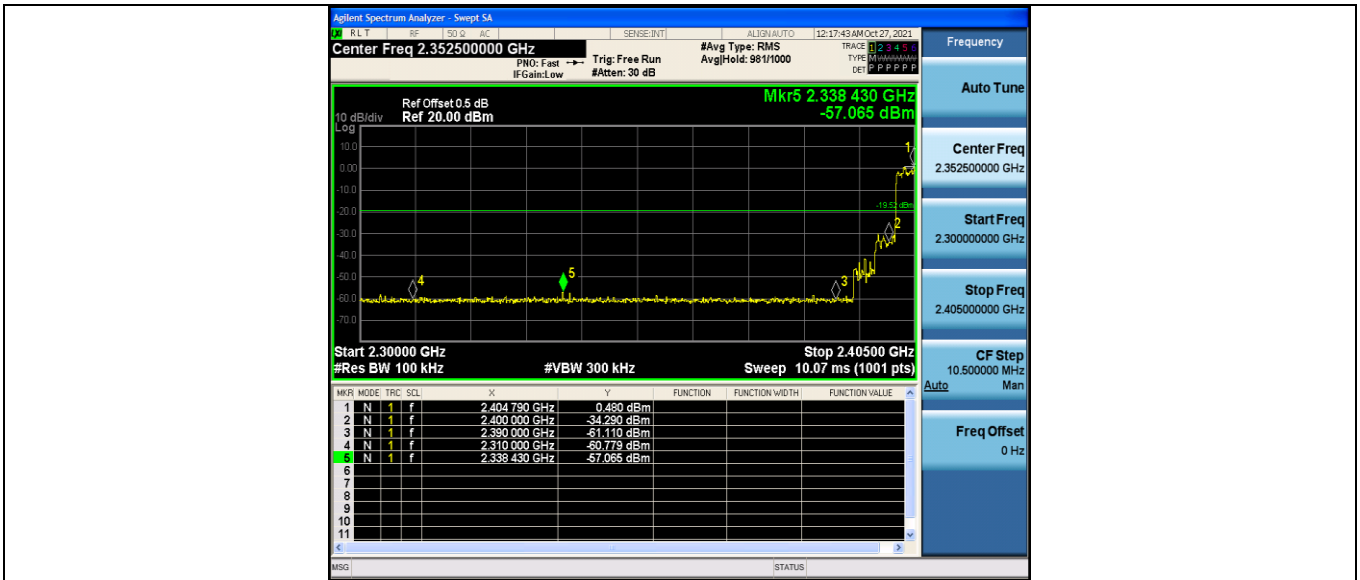 Agilent Spectrum Analyzer - Swept SA
LXI RLT RF 50 Ω AC SENSE:INT ALIGNAUTO 12:17:43 AM Oct 27, 2021
Center Freq 2.352500000 GHz
PNO: Fast
IFGain:Low
Trig: Free Run
#Atten: 30 dB
#Avg Type: RMS
Avg|Hold: 981/1000
TRACE 1 2 3 4 5 6
TYPE M
DET P P P P P P
Ref Offset 0.5 dB
Ref 20.00 dBm
10 dB/div
Log
Mkr5 2.338 430 GHz
-57.065 dBm
10.0
0.00
-10.0
-20.0
-30.0
-40.0
-50.0
-60.0
-70.0
1
-19.52 dBm
2
3
4
5
Start 2.30000 GHz
#Res BW 100 kHz
#VBW 300 kHz
Stop 2.40500 GHz
Sweep 10.07 ms (1001 pts)
MKR MODE TRC SCL X Y FUNCTION FUNCTION WIDTH FUNCTION VALUE
1 N 1 f 2.404 790 GHz 0.480 dBm
2 N 1 f 2.400 000 GHz -34.290 dBm
3 N 1 f 2.390 000 GHz -61.110 dBm
4 N 1 f 2.310 000 GHz -60.779 dBm
5 N 1 f 2.338 430 GHz -57.065 dBm
6
7
8
9
10
11
MSG
STATUS
Frequency
Auto Tune
Center Freq
2.352500000 GHz
Start Freq
2.300000000 GHz
Stop Freq
2.405000000 GHz
CF Step
10.500000 MHz
Auto Man
Freq Offset
0 Hz